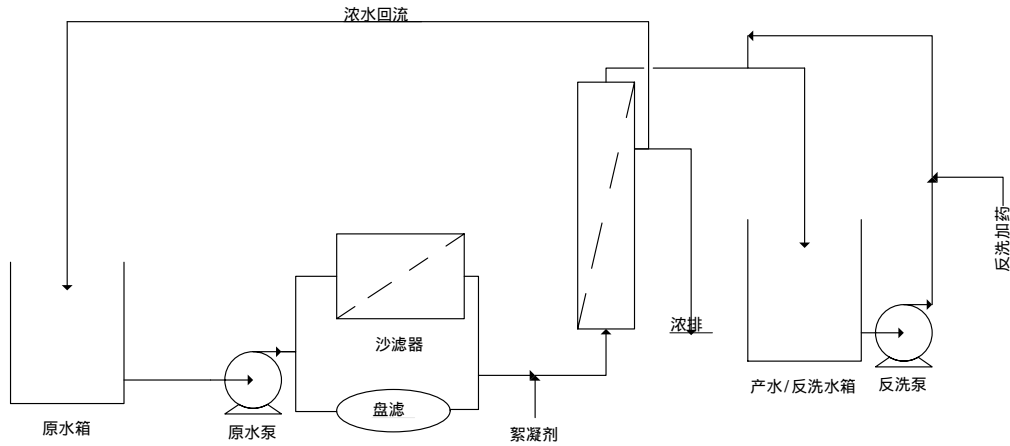 浓水回流
反洗加药
浓排
沙滤器
盘滤
产水/反洗水箱
反洗泵
原水箱
原水泵
絮凝剂